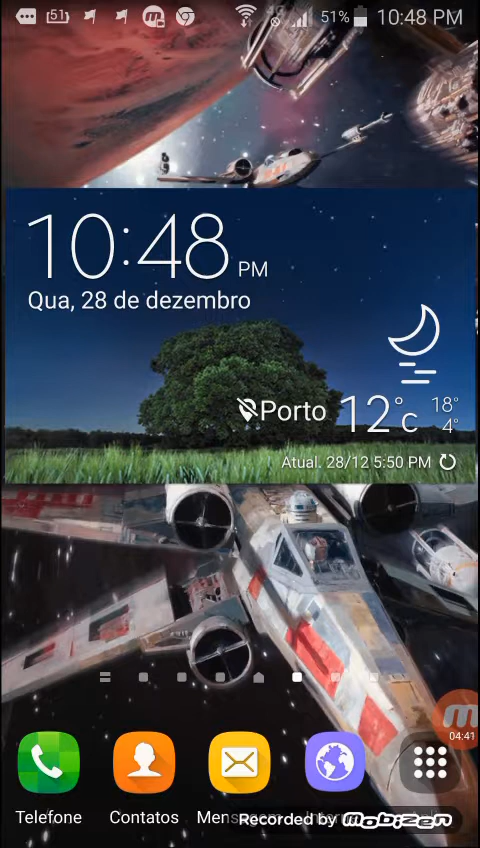 51
51%
10:48 PM
10:48 PM
Qua, 28 de dezembro
Porto 12°c
18°
4°
Atual. 28/12 5:50 PM
04:41
Telefone
Contatos
Recorded by Mobizen